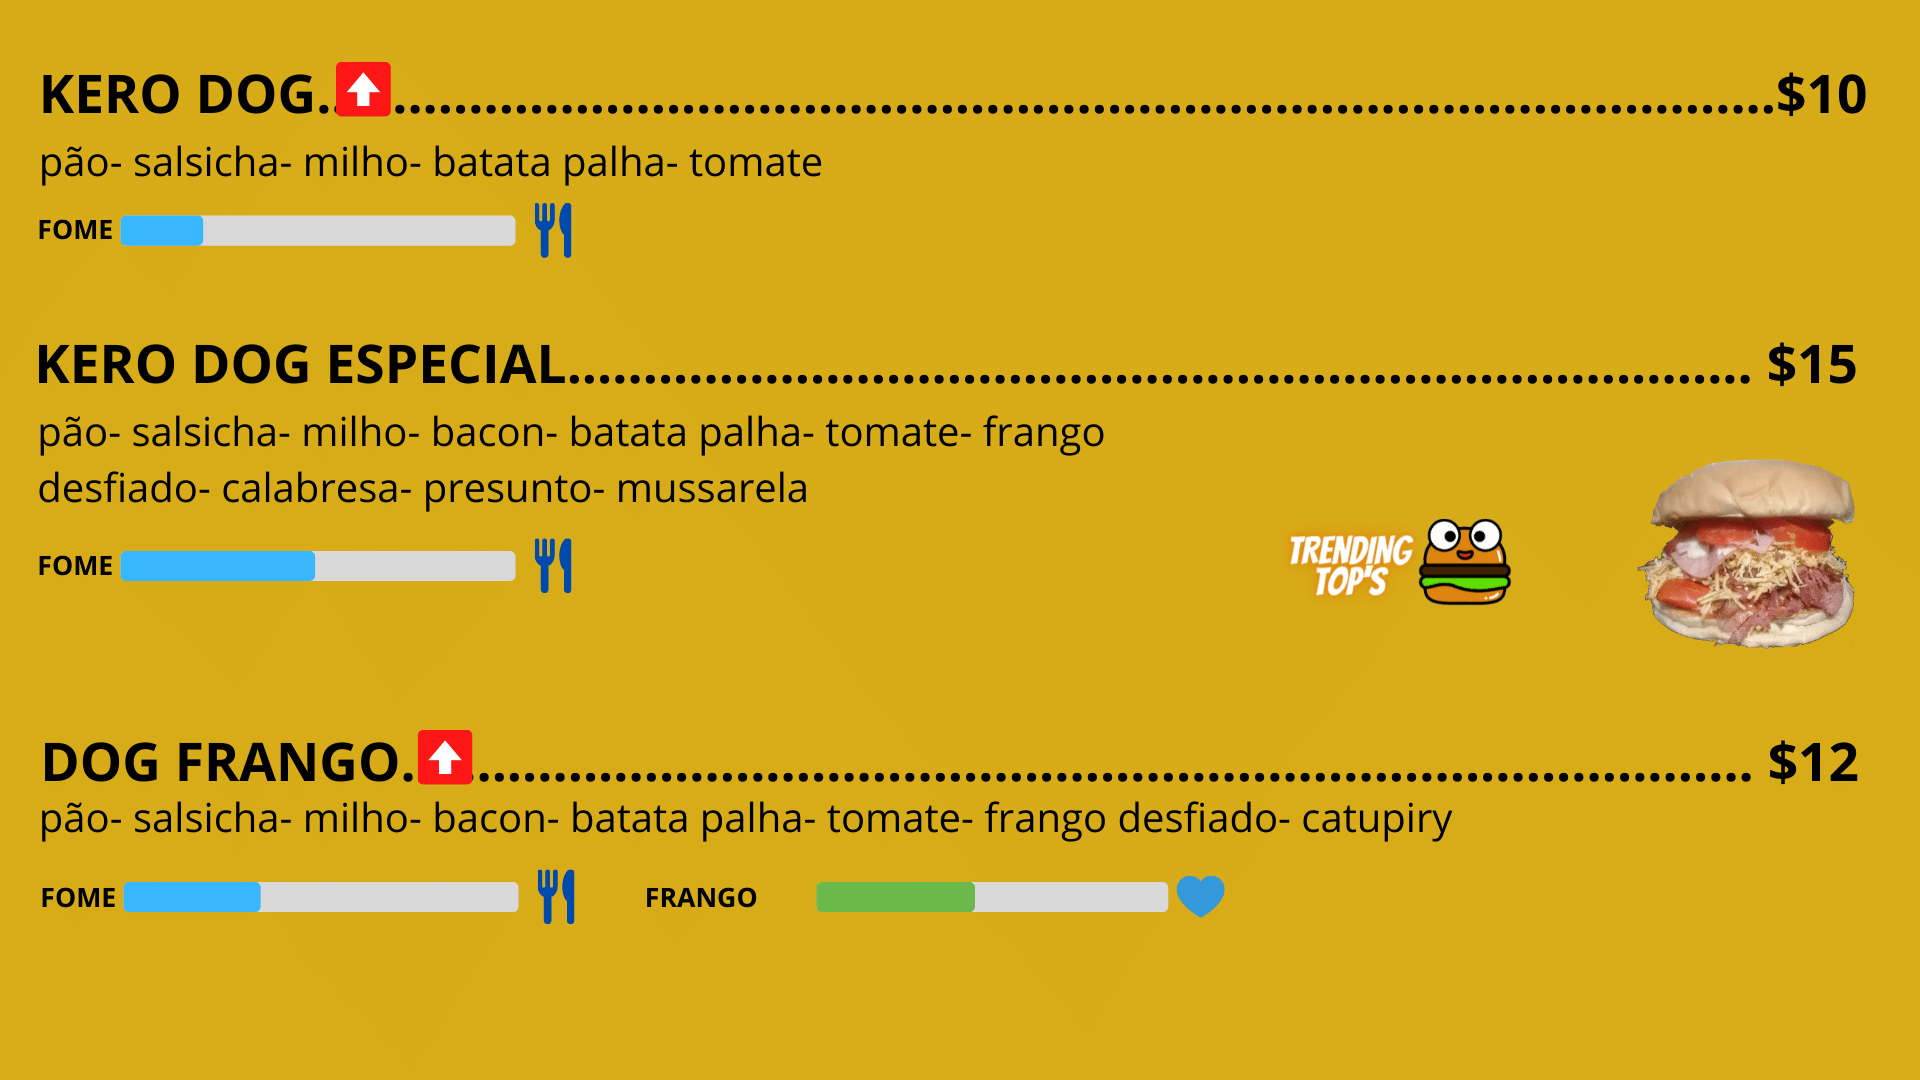 KERO DOG...........................................................................................$10
pão- salsicha- milho- batata palha- tomate
FOME
KERO DOG ESPECIAL.............................................................................. $15
pão- salsicha- milho- bacon- batata palha- tomate- frango
desfiado- calabresa- presunto- mussarela
FOME
TRENDING
TOP'S
DOG FRANGO........................................................................................ $12
pão- salsicha- milho- bacon- batata palha- tomate- frango desfiado- catupiry
FOME FRANGO